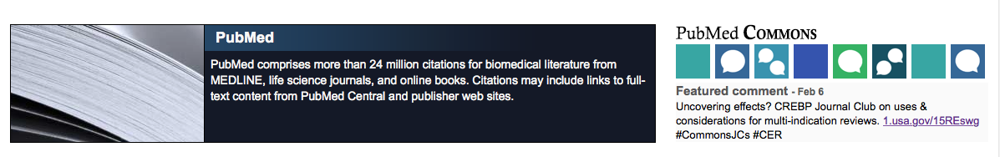 PubMed
PubMed comprises more than 24 million citations for biomedical literature from
MEDLINE, life science journals, and online books. Citations may include links to full-
text content from PubMed Central and publisher web sites.
PubMed COMMONS
Featured comment - Feb 6
Uncovering effects? CREBP Journal Club on uses &
considerations for multi-indication reviews. 1.usa.gov/15REswg
#CommonsJCs #CER